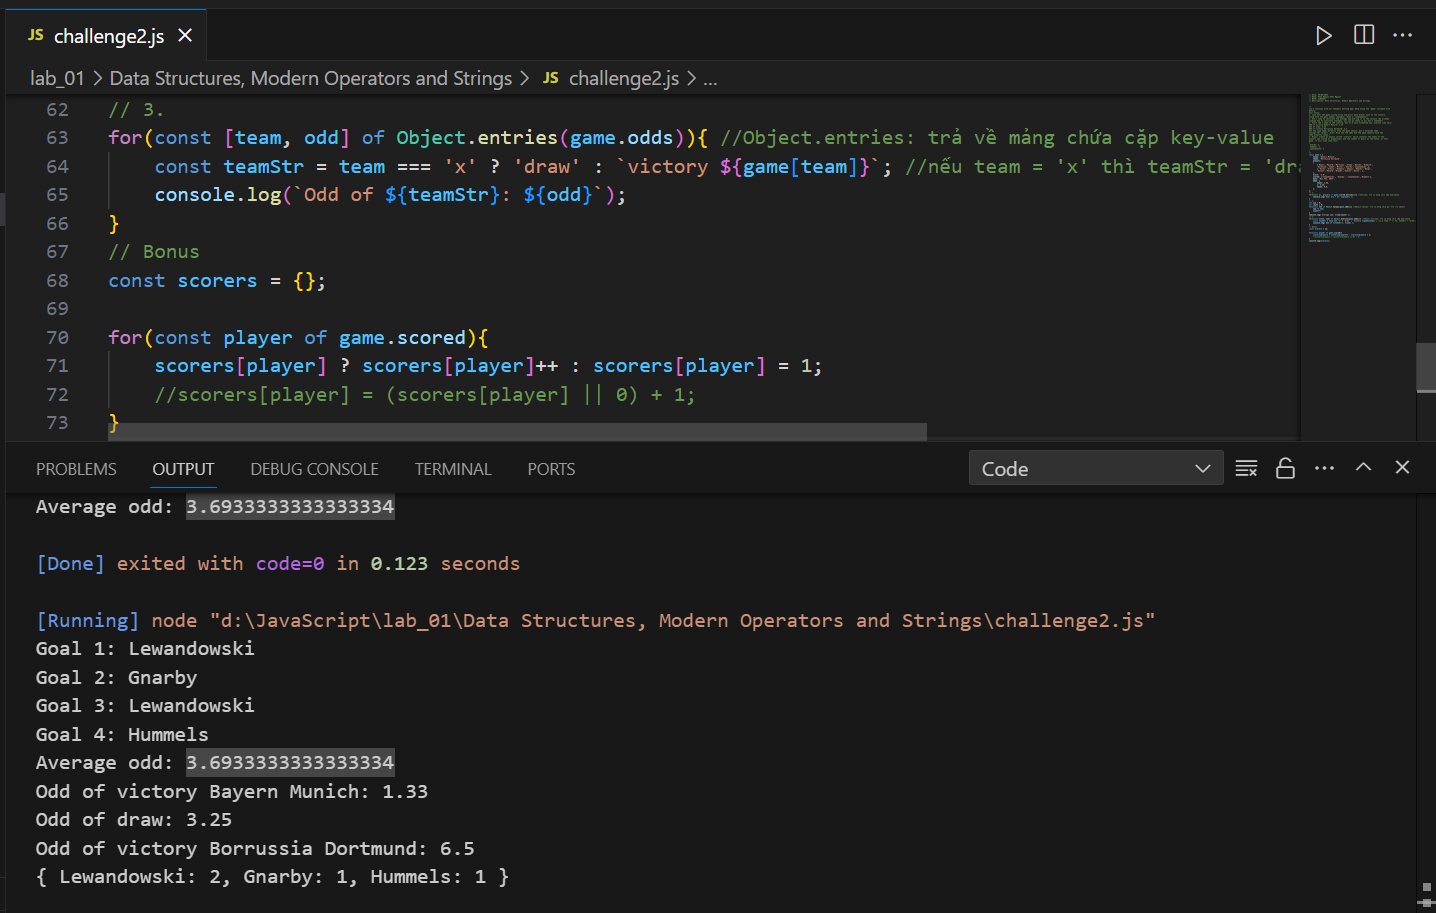 JS challenge2.js
lab_01 > Data Structures, Modern Operators and Strings > JS challenge2.js > ...
62 // 3.
63 for(const [team, odd] of Object.entries(game.odds)){ //Object.entries: trả về mảng chứa cặp key-value
64 const teamStr = team === 'x' ? 'draw' : `victory ${game[team]}`; //nếu team = 'x' thì teamStr = 'dra
65 console.log(`Odd of ${teamStr}: ${odd}`);
66 }
67 // Bonus
68 const scorers = {};
69
70 for(const player of game.scored){
71 scorers[player] ? scorers[player]++ : scorers[player] = 1;
72 //scorers[player] = (scorers[player] || 0) + 1;
73 }
PROBLEMS OUTPUT DEBUG CONSOLE TERMINAL PORTS Code
Average odd: 3.6933333333333334
[Done] exited with code=0 in 0.123 seconds
[Running] node "d:\JavaScript\lab_01\Data Structures, Modern Operators and Strings\challenge2.js"
Goal 1: Lewandowski
Goal 2: Gnarby
Goal 3: Lewandowski
Goal 4: Hummels
Average odd: 3.6933333333333334
Odd of victory Bayern Munich: 1.33
Odd of draw: 3.25
Odd of victory Borrussia Dortmund: 6.5
{ Lewandowski: 2, Gnarby: 1, Hummels: 1 }